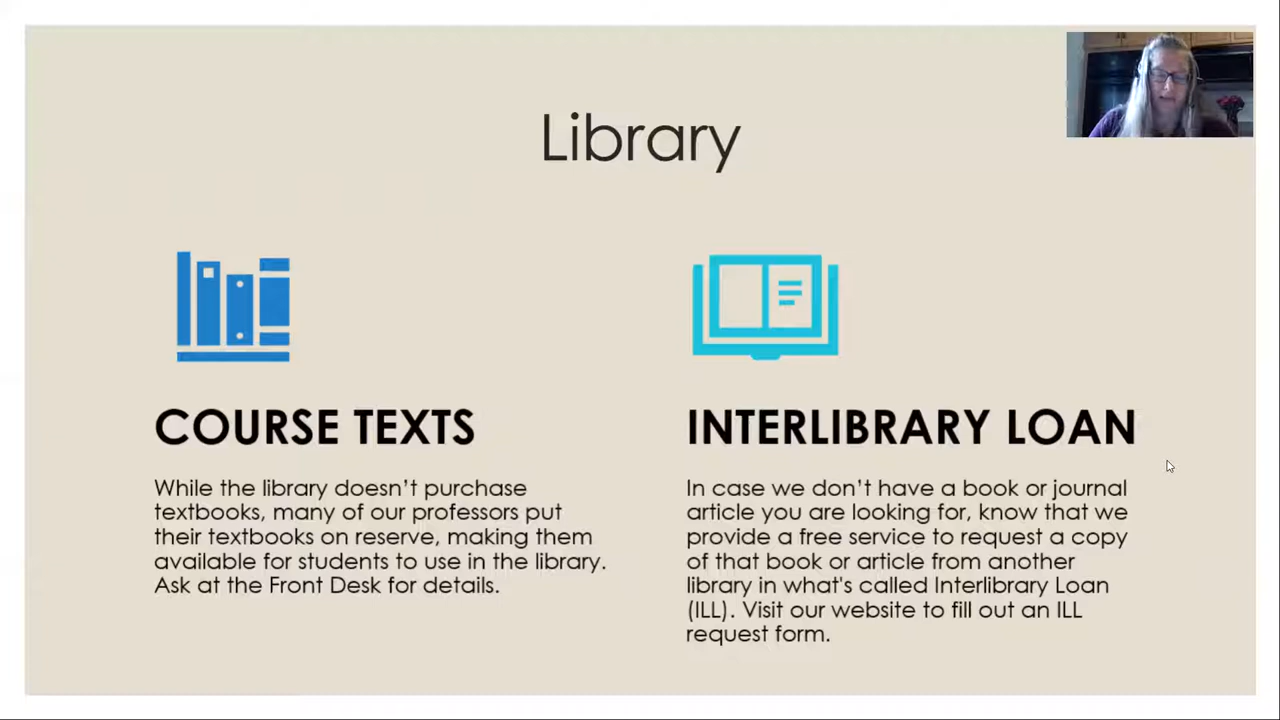 Library
COURSE TEXTS
While the library doesn't purchase
textbooks, many of our professors put
their textbooks on reserve, making them
available for students to use in the library.
Ask at the Front Desk for details.
INTERLIBRARY LOAN
In case we don't have a book or journal
article you are looking for, know that we
provide a free service to request a copy
of that book or article from another
library in what's called Interlibrary Loan
(ILL). Visit our website to fill out an ILL
request form.